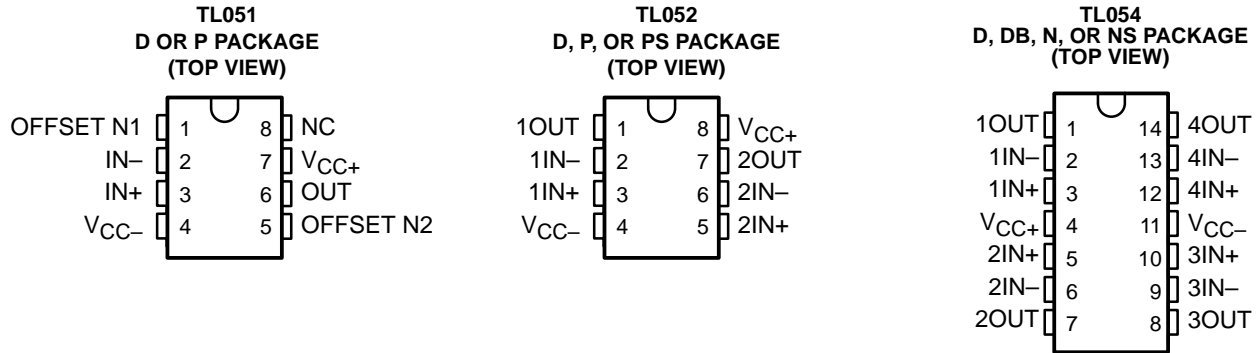 TL051
D OR P PACKAGE
(TOP VIEW)
OFFSET N1 1 8 NC
IN– 2 7 VCC+
IN+ 3 6 OUT
VCC– 4 5 OFFSET N2
TL052
D, P, OR PS PACKAGE
(TOP VIEW)
1OUT 1 8 VCC+
1IN– 2 7 2OUT
1IN+ 3 6 2IN–
VCC– 4 5 2IN+
TL054
D, DB, N, OR NS PACKAGE
(TOP VIEW)
1OUT 1 14 4OUT
1IN– 2 13 4IN–
1IN+ 3 12 4IN+
VCC+ 4 11 VCC–
2IN+ 5 10 3IN+
2IN– 6 9 3IN–
2OUT 7 8 3OUT